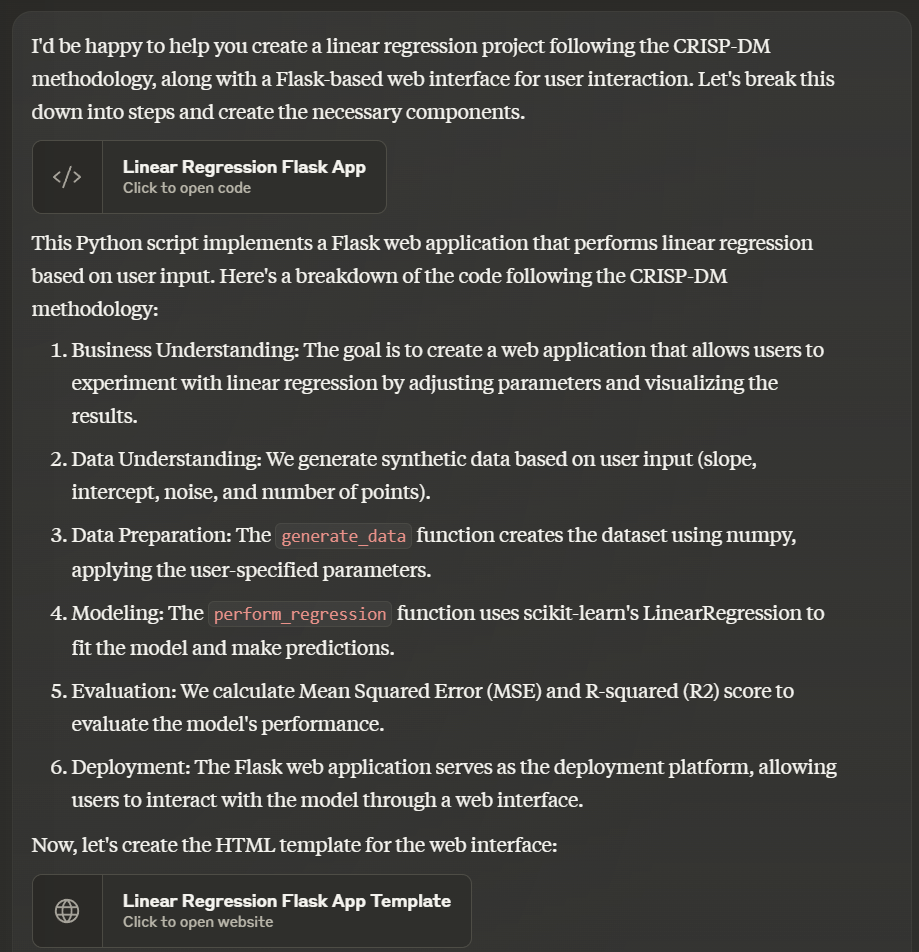 I'd be happy to help you create a linear regression project following the CRISP-DM
methodology, along with a Flask-based web interface for user interaction. Let's break this
down into steps and create the necessary components.
</>
Linear Regression Flask App
Click to open code
This Python script implements a Flask web application that performs linear regression
based on user input. Here's a breakdown of the code following the CRISP-DM
methodology:
1. Business Understanding: The goal is to create a web application that allows users to
experiment with linear regression by adjusting parameters and visualizing the
results.
2. Data Understanding: We generate synthetic data based on user input (slope,
intercept, noise, and number of points).
3. Data Preparation: The generate_data function creates the dataset using numpy,
applying the user-specified parameters.
4. Modeling: The perform_regression function uses scikit-learn's LinearRegression to
fit the model and make predictions.
5. Evaluation: We calculate Mean Squared Error (MSE) and R-squared (R2) score to
evaluate the model's performance.
6. Deployment: The Flask web application serves as the deployment platform, allowing
users to interact with the model through a web interface.
Now, let's create the HTML template for the web interface:
Linear Regression Flask App Template
Click to open website